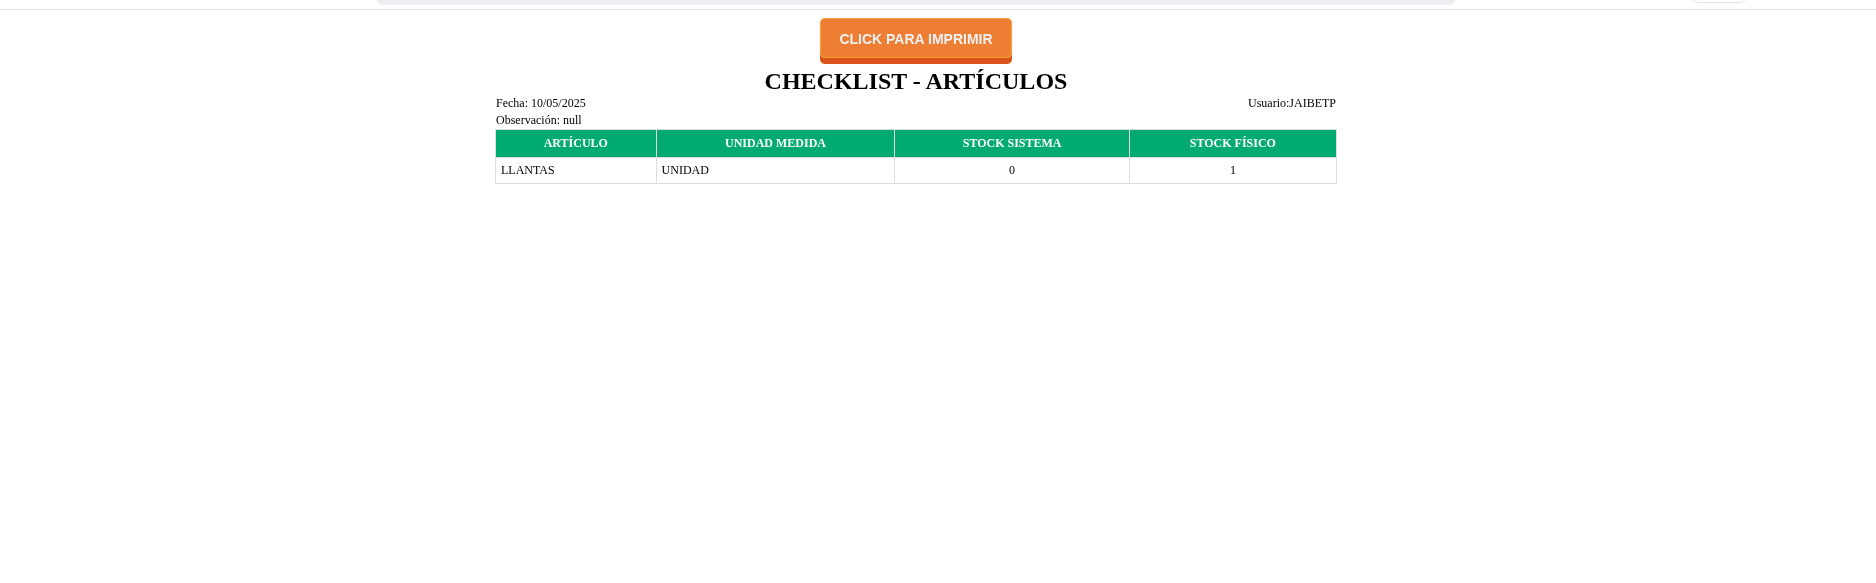 CLICK PARA IMPRIMIR
CHECKLIST - ARTÍCULOS
Fecha: 10/05/2025 Usuario:JAIBETP
Observación: null
ARTÍCULO UNIDAD MEDIDA STOCK SISTEMA STOCK FÍSICO
LLANTAS UNIDAD 0 1